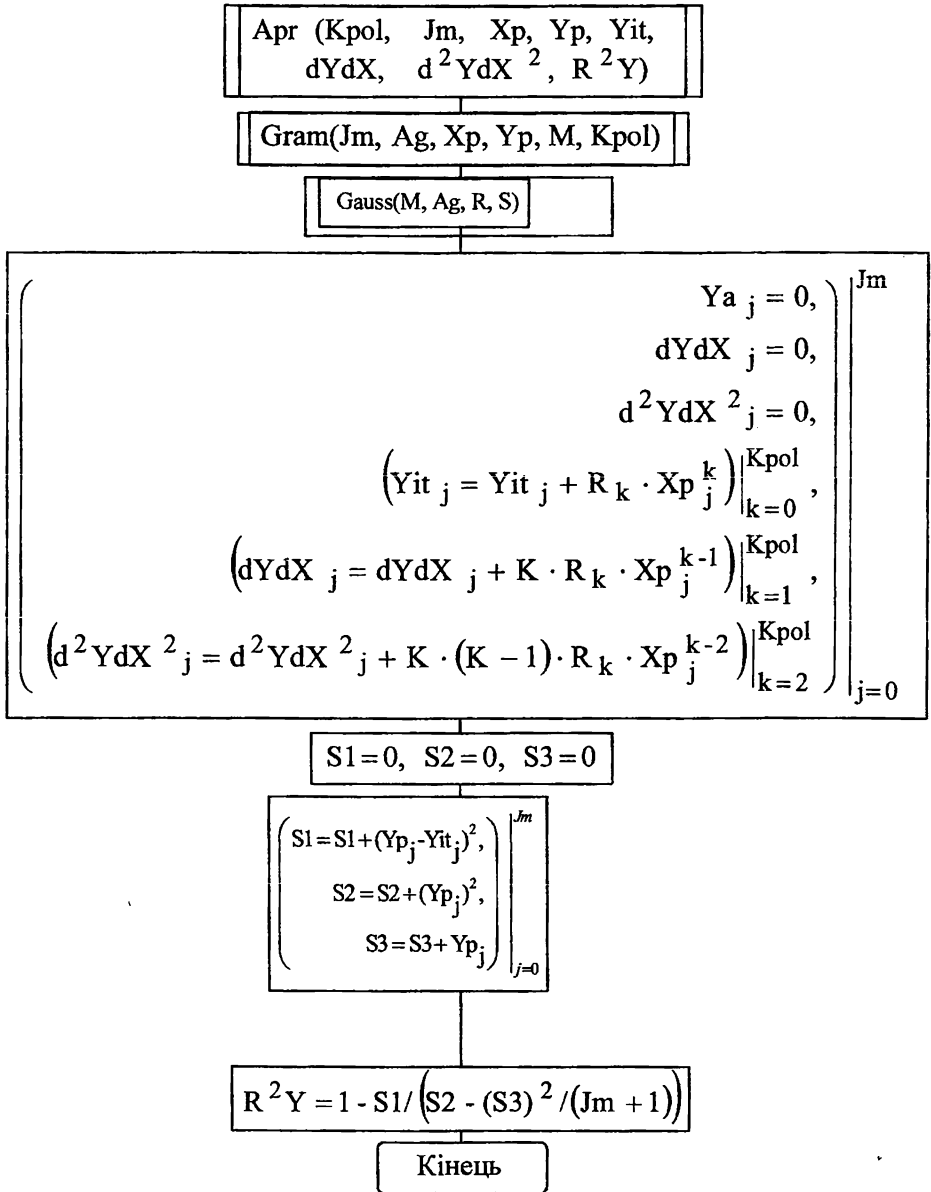 Apr (Kpol, Jm, Xp, Yp, Yit,
dYdX, d²YdX², R²Y)
Gram(Jm, Ag, Xp, Yp, M, Kpol)
Gauss(M, Ag, R, S)
( Ya_j = 0,
dYdX_j = 0,
d²YdX²_j = 0,
(Yit_j = Yit_j + R_k · Xp_j^k)|_{k=0}^{Kpol},
(dYdX_j = dYdX_j + K · R_k · Xp_j^{k-1})|_{k=1}^{Kpol},
(d²YdX²_j = d²YdX²_j + K · (K – 1) · R_k · Xp_j^{k-2})|_{k=2}^{Kpol} )|_{j=0}^{Jm}
S1=0, S2=0, S3=0
( S1=S1+(Yp_j-Yit_j)²,
S2=S2+(Yp_j)²,
S3=S3+Yp_j )|_{j=0}^{Jm}
R²Y = 1 - S1/(S2 - (S3)²/(Jm + 1))
Кінець